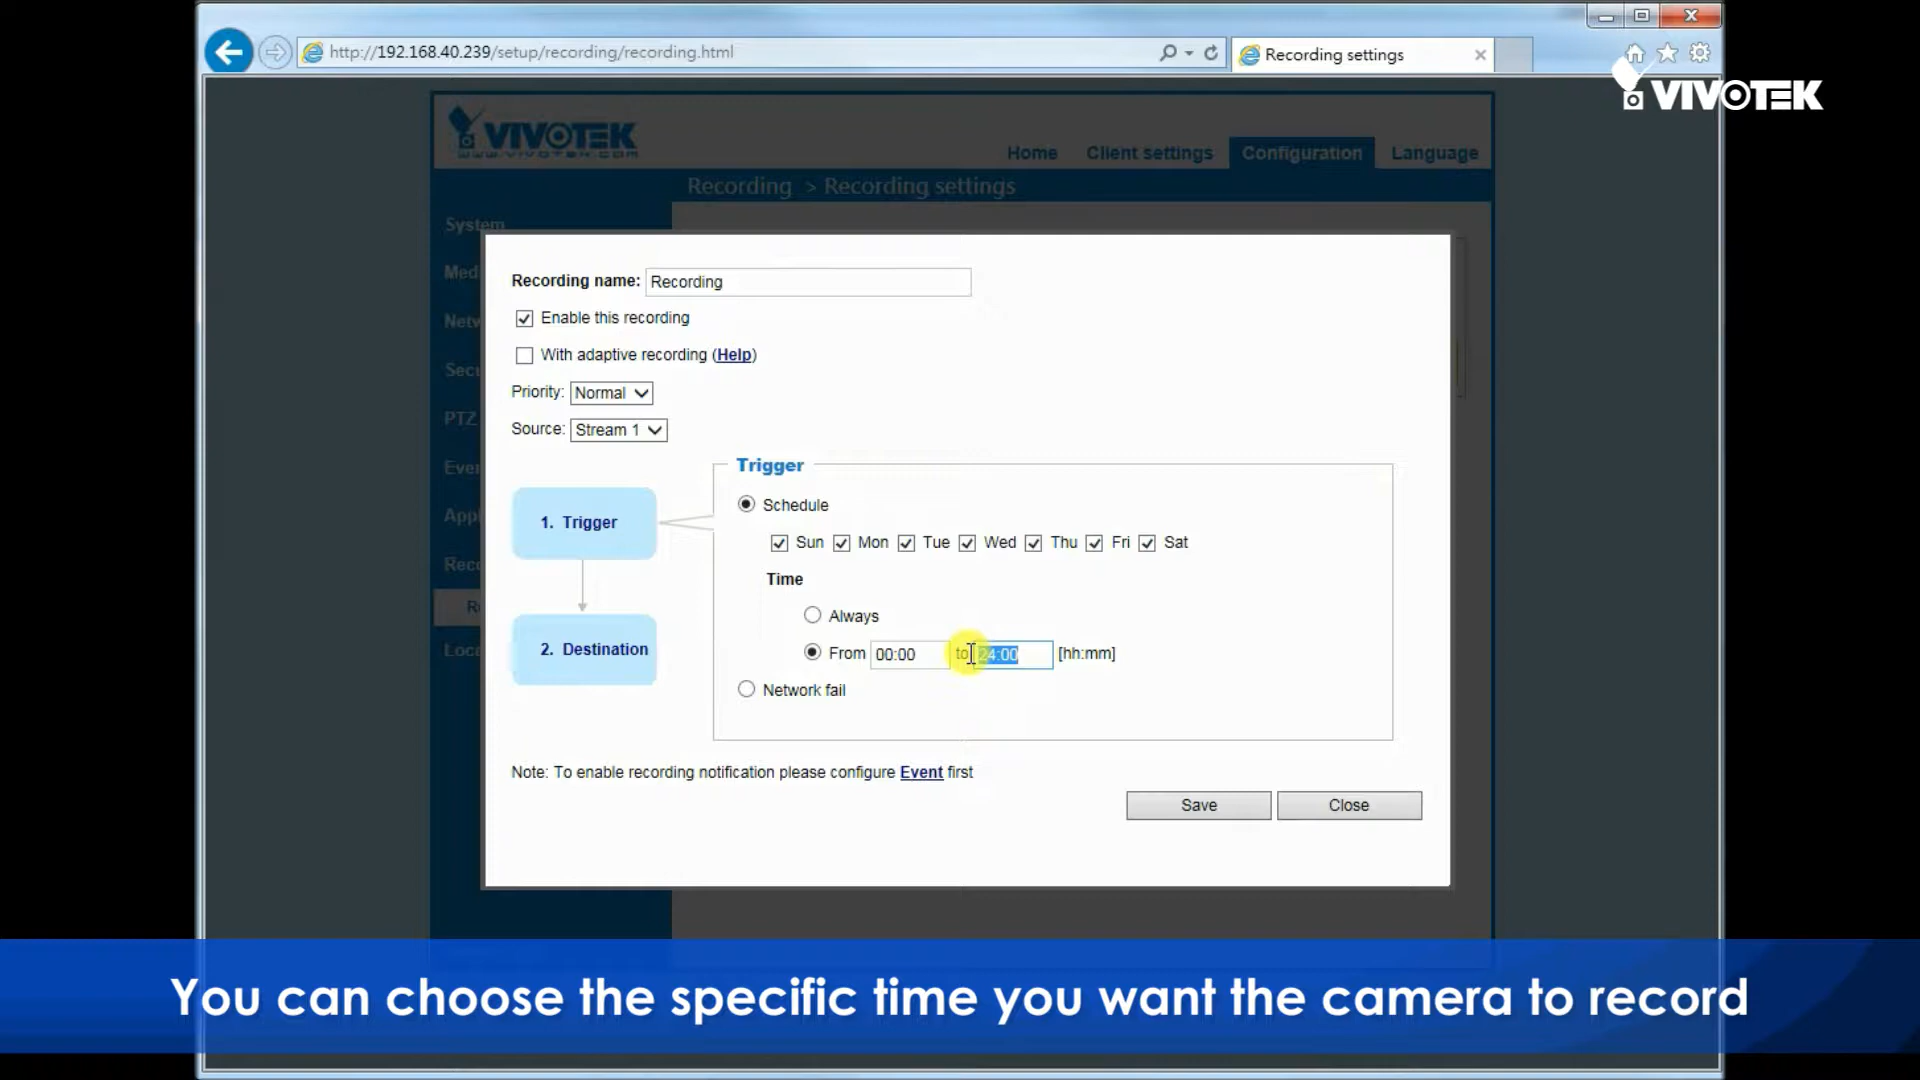 http://192.168.40.239/setup/recording/recording.html
Recording settings
VIVOTEK
VIVOTEK
www.vivotek.com
Home Client settings Configuration Language
Recording > Recording settings
System
Recording name: Recording
Enable this recording
With adaptive recording (Help)
Priority: Normal
Source: Stream 1
Trigger
1. Trigger
Schedule
Sun Mon Tue Wed Thu Fri Sat
Time
Always
2. Destination
From 00:00 to 24:00 [hh:mm]
Network fail
Note: To enable recording notification please configure Event first
Save Close
You can choose the specific time you want the camera to record